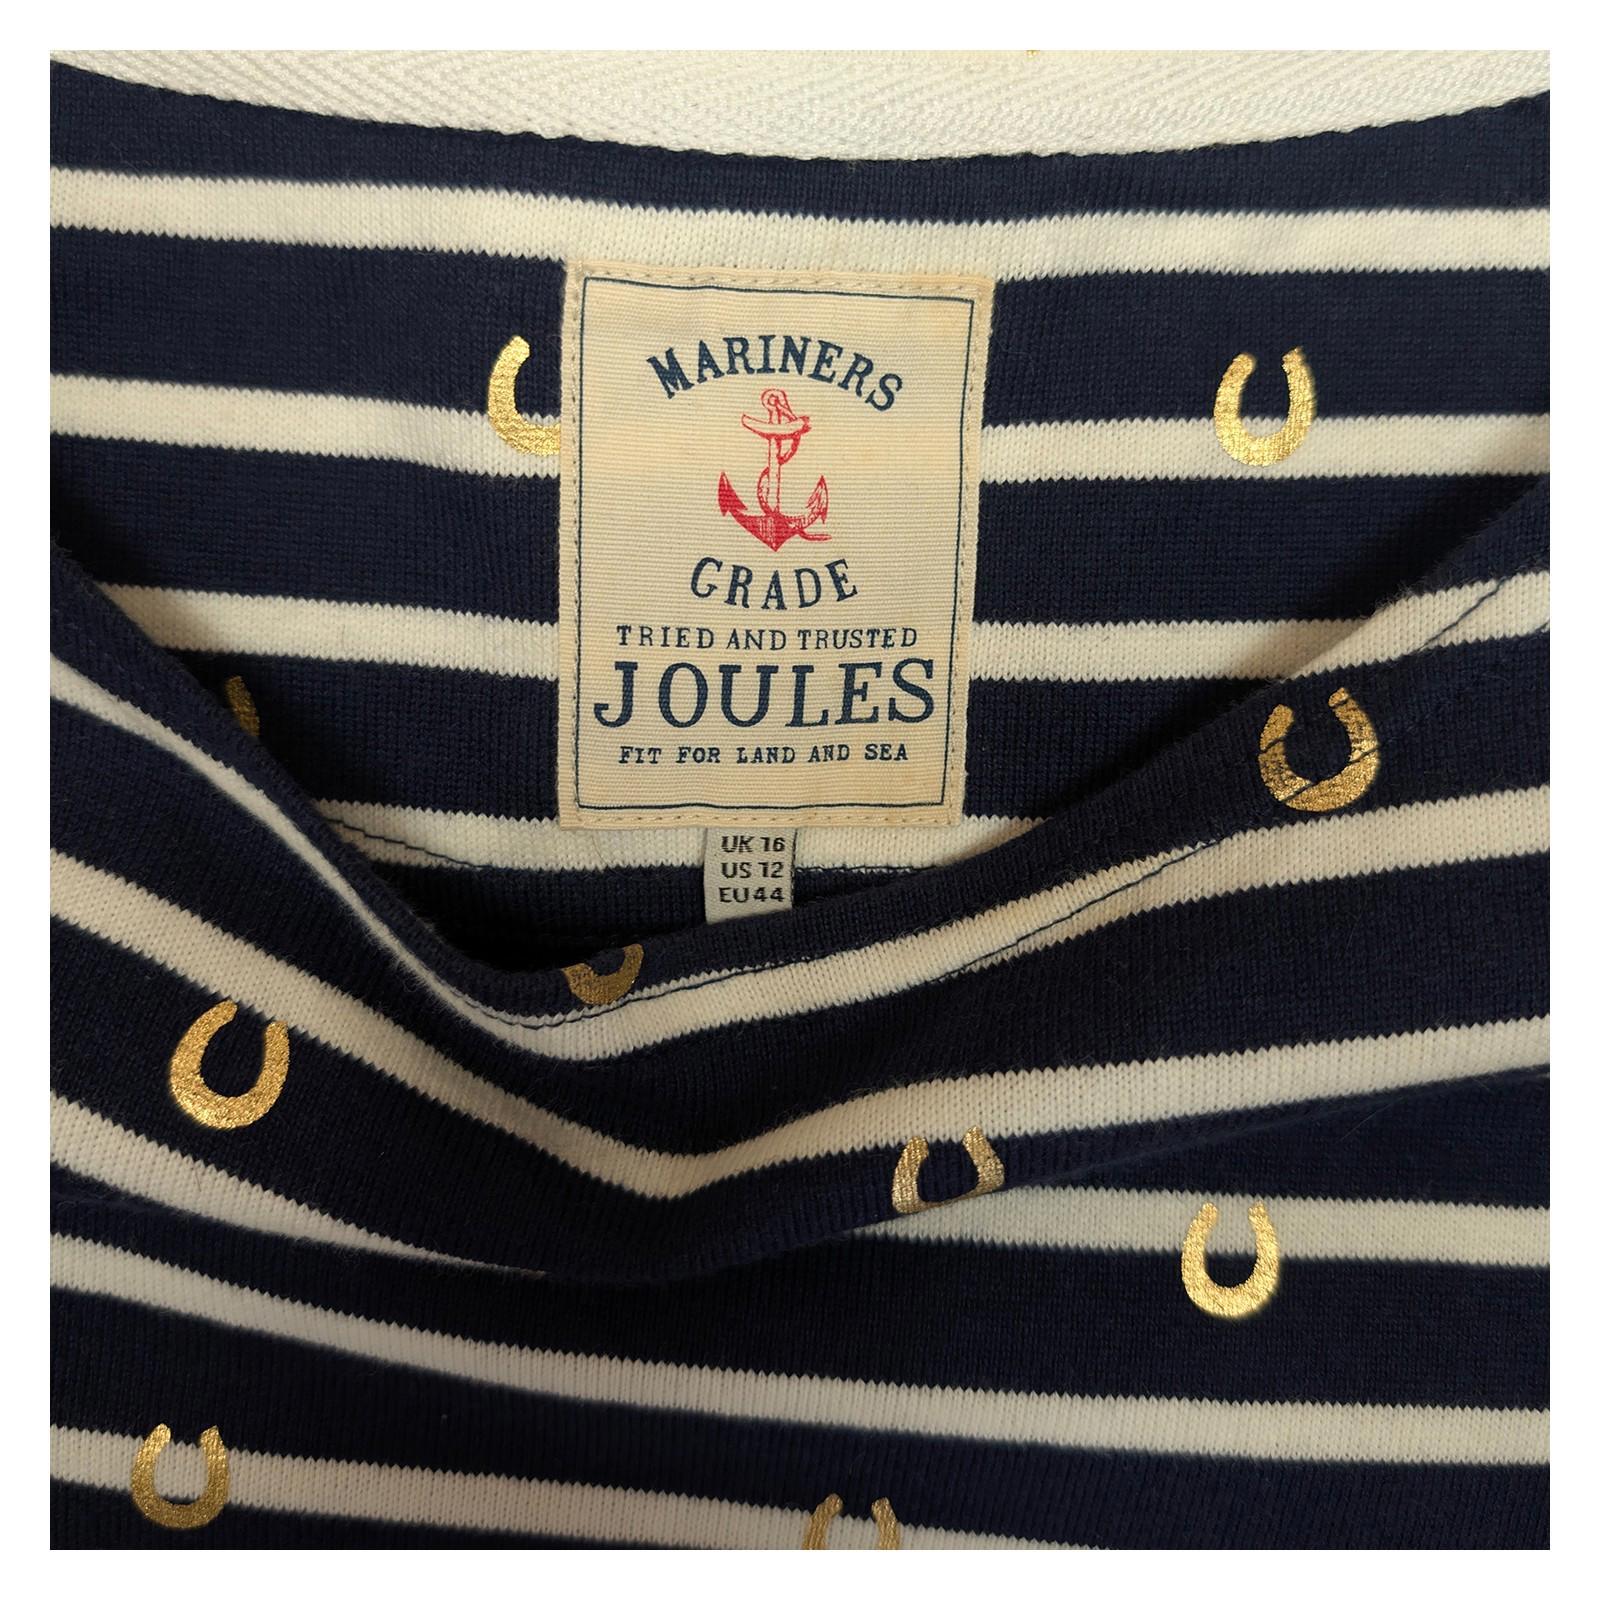 MARINERS
GRADE
TRIED AND TRUSTED
JOULES
FIT FOR LAND AND SEA
UK 16
US 12
EU 44